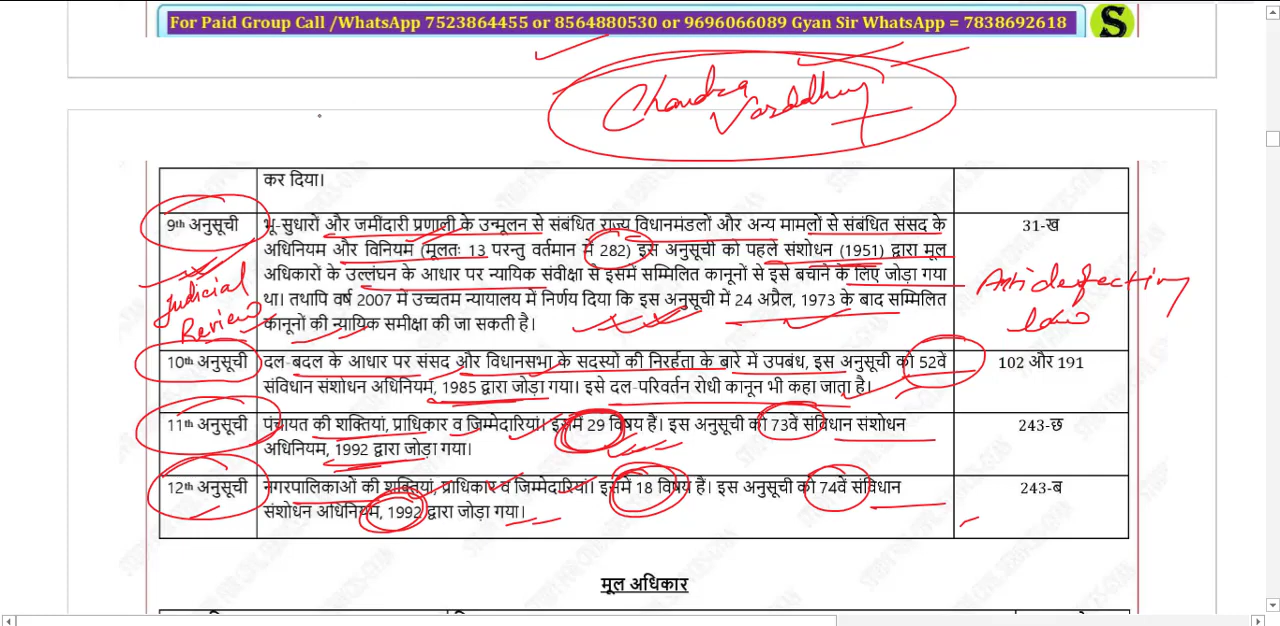 For Paid Group Call /WhatsApp 7523864455 or 8564880530 or 9696066089 Gyan Sir WhatsApp = 7838692618
S
Chandra
कर दिया।
9th अनुसूची
भू-सुधारों और जमींदारी प्रणाली के उन्मूलन से संबंधित राज्य विधानमंडलों और अन्य मामलों से संबंधित संसद के
अधिनियम और विनियम (मूलतः 13 परन्तु वर्तमान में 282) इस अनुसूची को पहले संशोधन (1951) द्वारा मूल
अधिकारों के उल्लंघन के आधार पर न्यायिक संवीक्षा से इसमें सम्मिलित कानूनों से इसे बचाने के लिए जोड़ा गया
था। तथापि वर्ष 2007 में उच्चतम न्यायालय में निर्णय दिया कि इस अनुसूची में 24 अप्रैल, 1973 के बाद सम्मिलित
कानूनों की न्यायिक समीक्षा की जा सकती है।
31-ख
Judicial
Review
Anti defection
law
10th अनुसूची
दल-बदल के आधार पर संसद और विधानसभा के सदस्यों की निरर्हता के बारे में उपबंध, इस अनुसूची को 52वें
संविधान संशोधन अधिनियम, 1985 द्वारा जोड़ा गया। इसे दल-परिवर्तन रोधी कानून भी कहा जाता है।
102 और 191
11th अनुसूची
पंचायत की शक्तियां, प्राधिकार व जिम्मेदारियां। इसमें 29 विषय हैं। इस अनुसूची को 73वें संविधान संशोधन
अधिनियम, 1992 द्वारा जोड़ा गया।
243-छ
12th अनुसूची
नगरपालिकाओं की शक्तियां, प्राधिकार व जिम्मेदारियां। इसमें 18 विषय हैं। इस अनुसूची को 74वें संविधान
संशोधन अधिनियम, 1992 द्वारा जोड़ा गया।
243-ब
मूल अधिकार